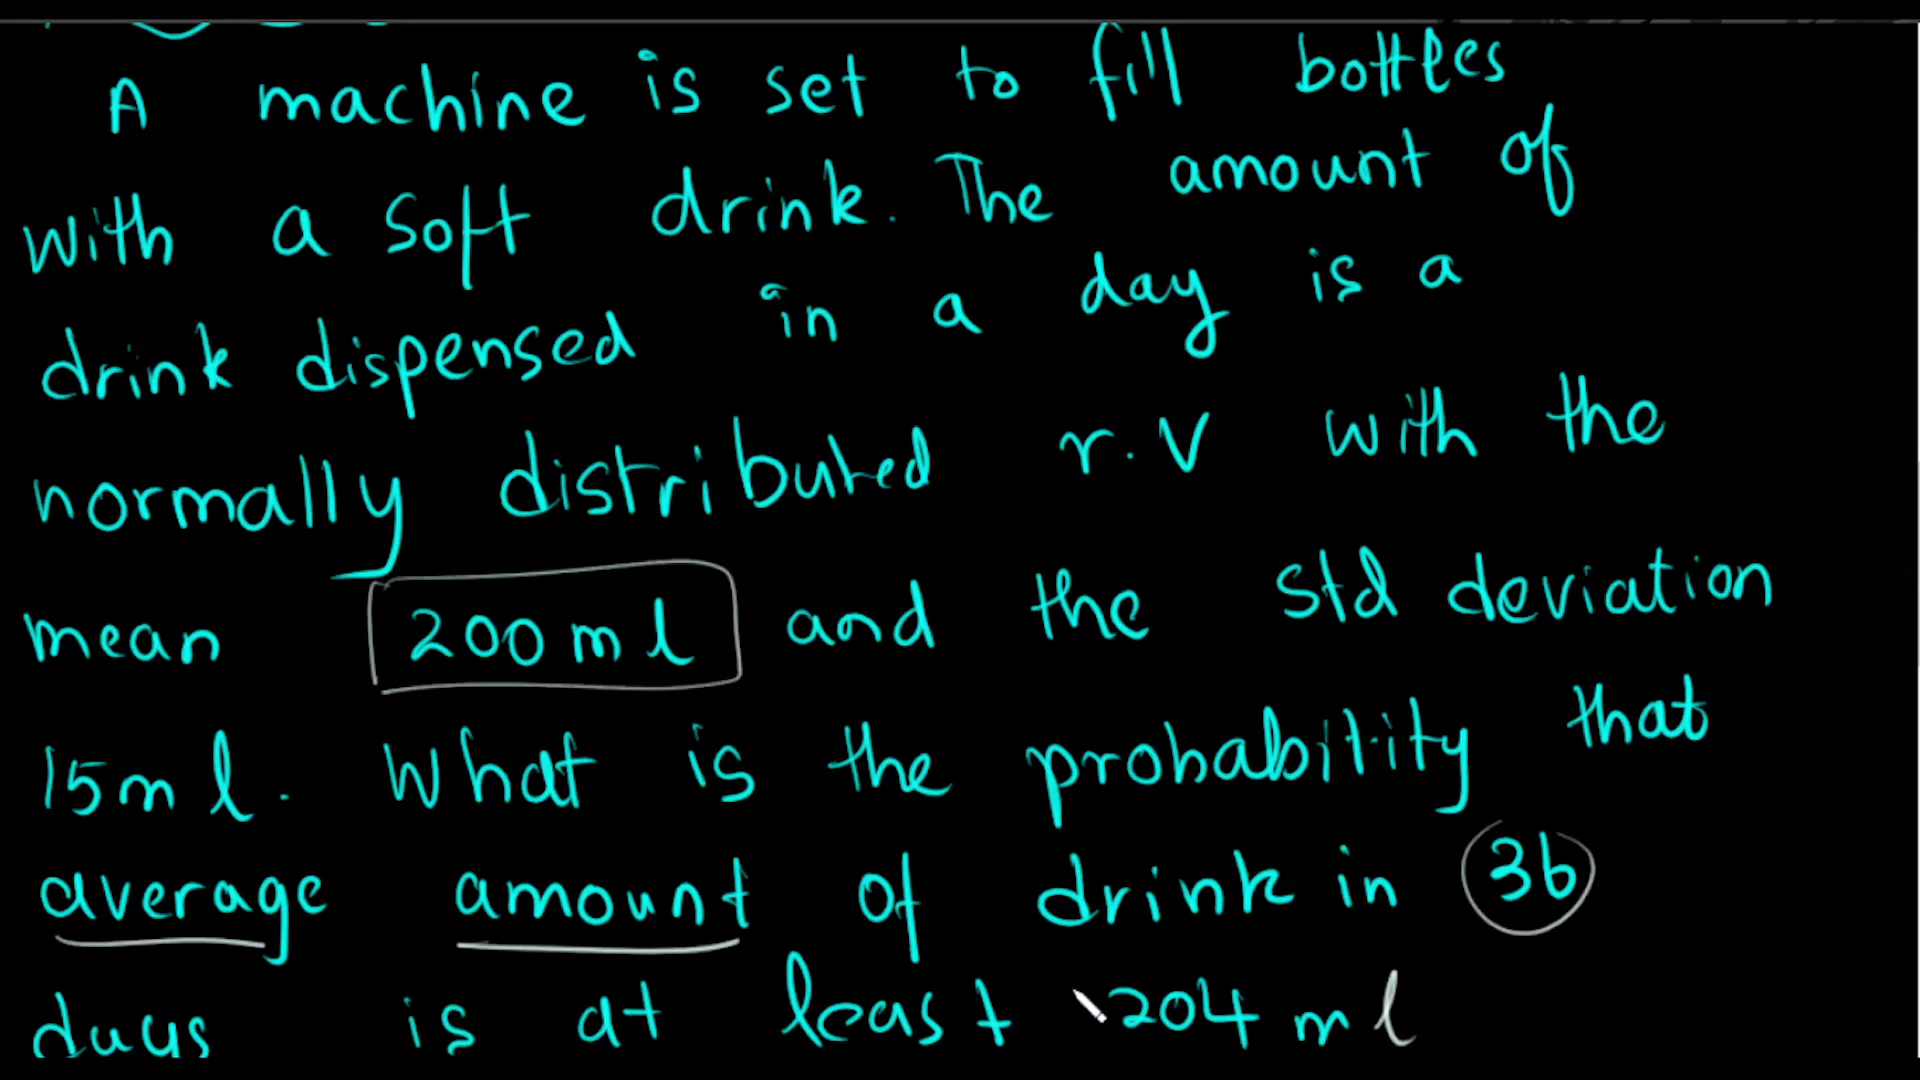 A machine is set to fill bottles
with a soft drink. The amount of
drink dispensed in a day is a
normally distributed r.v with the
mean 200 ml and the std deviation
15 ml. What is the probability that
average amount of drink in 36
days is at least 204 ml